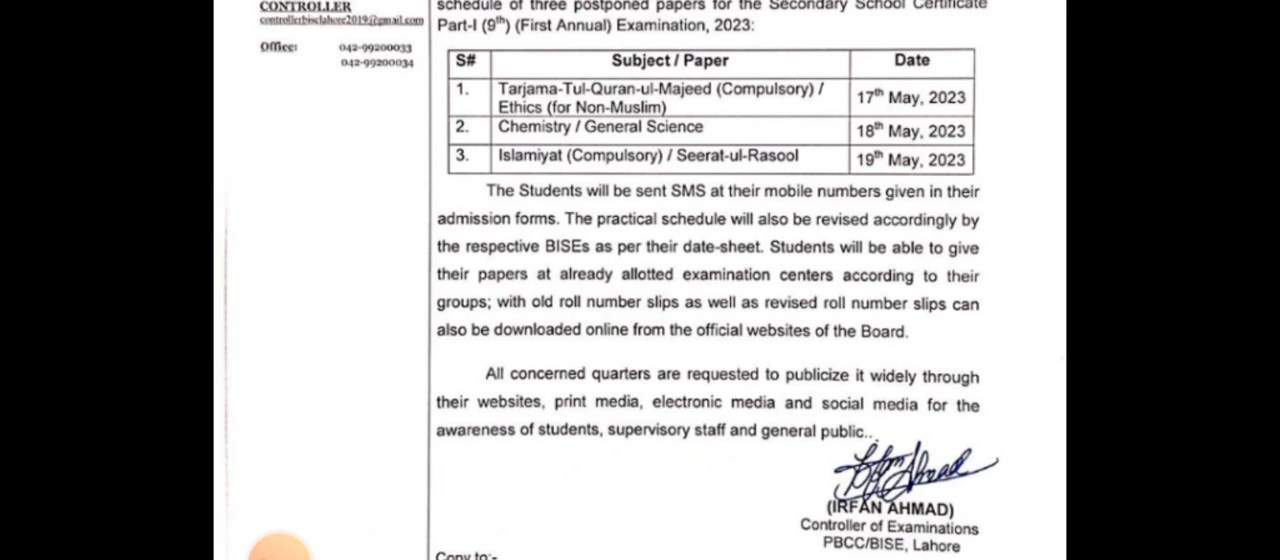 CONTROLLER
controllerbiselahore2019@gmail.com
Office: 042-99200033
042-99200034
schedule of three postponed papers for the Secondary School Certificate
Part-I (9th) (First Annual) Examination, 2023:
S# Subject / Paper Date
1. Tarjama-Tul-Quran-ul-Majeed (Compulsory) /
Ethics (for Non-Muslim) 17th May, 2023
2. Chemistry / General Science 18th May, 2023
3. Islamiyat (Compulsory) / Seerat-ul-Rasool 19th May, 2023
The Students will be sent SMS at their mobile numbers given in their
admission forms. The practical schedule will also be revised accordingly by
the respective BISEs as per their date-sheet. Students will be able to give
their papers at already allotted examination centers according to their
groups; with old roll number slips as well as revised roll number slips can
also be downloaded online from the official websites of the Board.
All concerned quarters are requested to publicize it widely through
their websites, print media, electronic media and social media for the
awareness of students, supervisory staff and general public..
(IRFAN AHMAD)
Controller of Examinations
PBCC/BISE, Lahore
Copy to:-